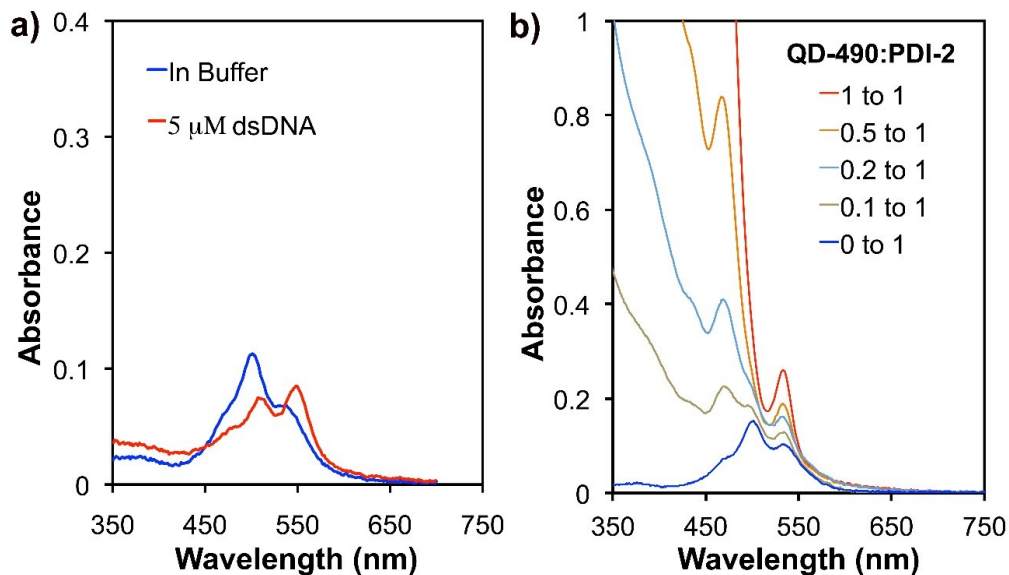 a)
0.4
0.3
0.2
0.1
0
In Buffer
5 μM dsDNA
Absorbance
350 450 550 650 750
Wavelength (nm)
b)
1
0.8
0.6
0.4
0.2
0
QD-490:PDI-2
1 to 1
0.5 to 1
0.2 to 1
0.1 to 1
0 to 1
Absorbance
350 450 550 650 750
Wavelength (nm)